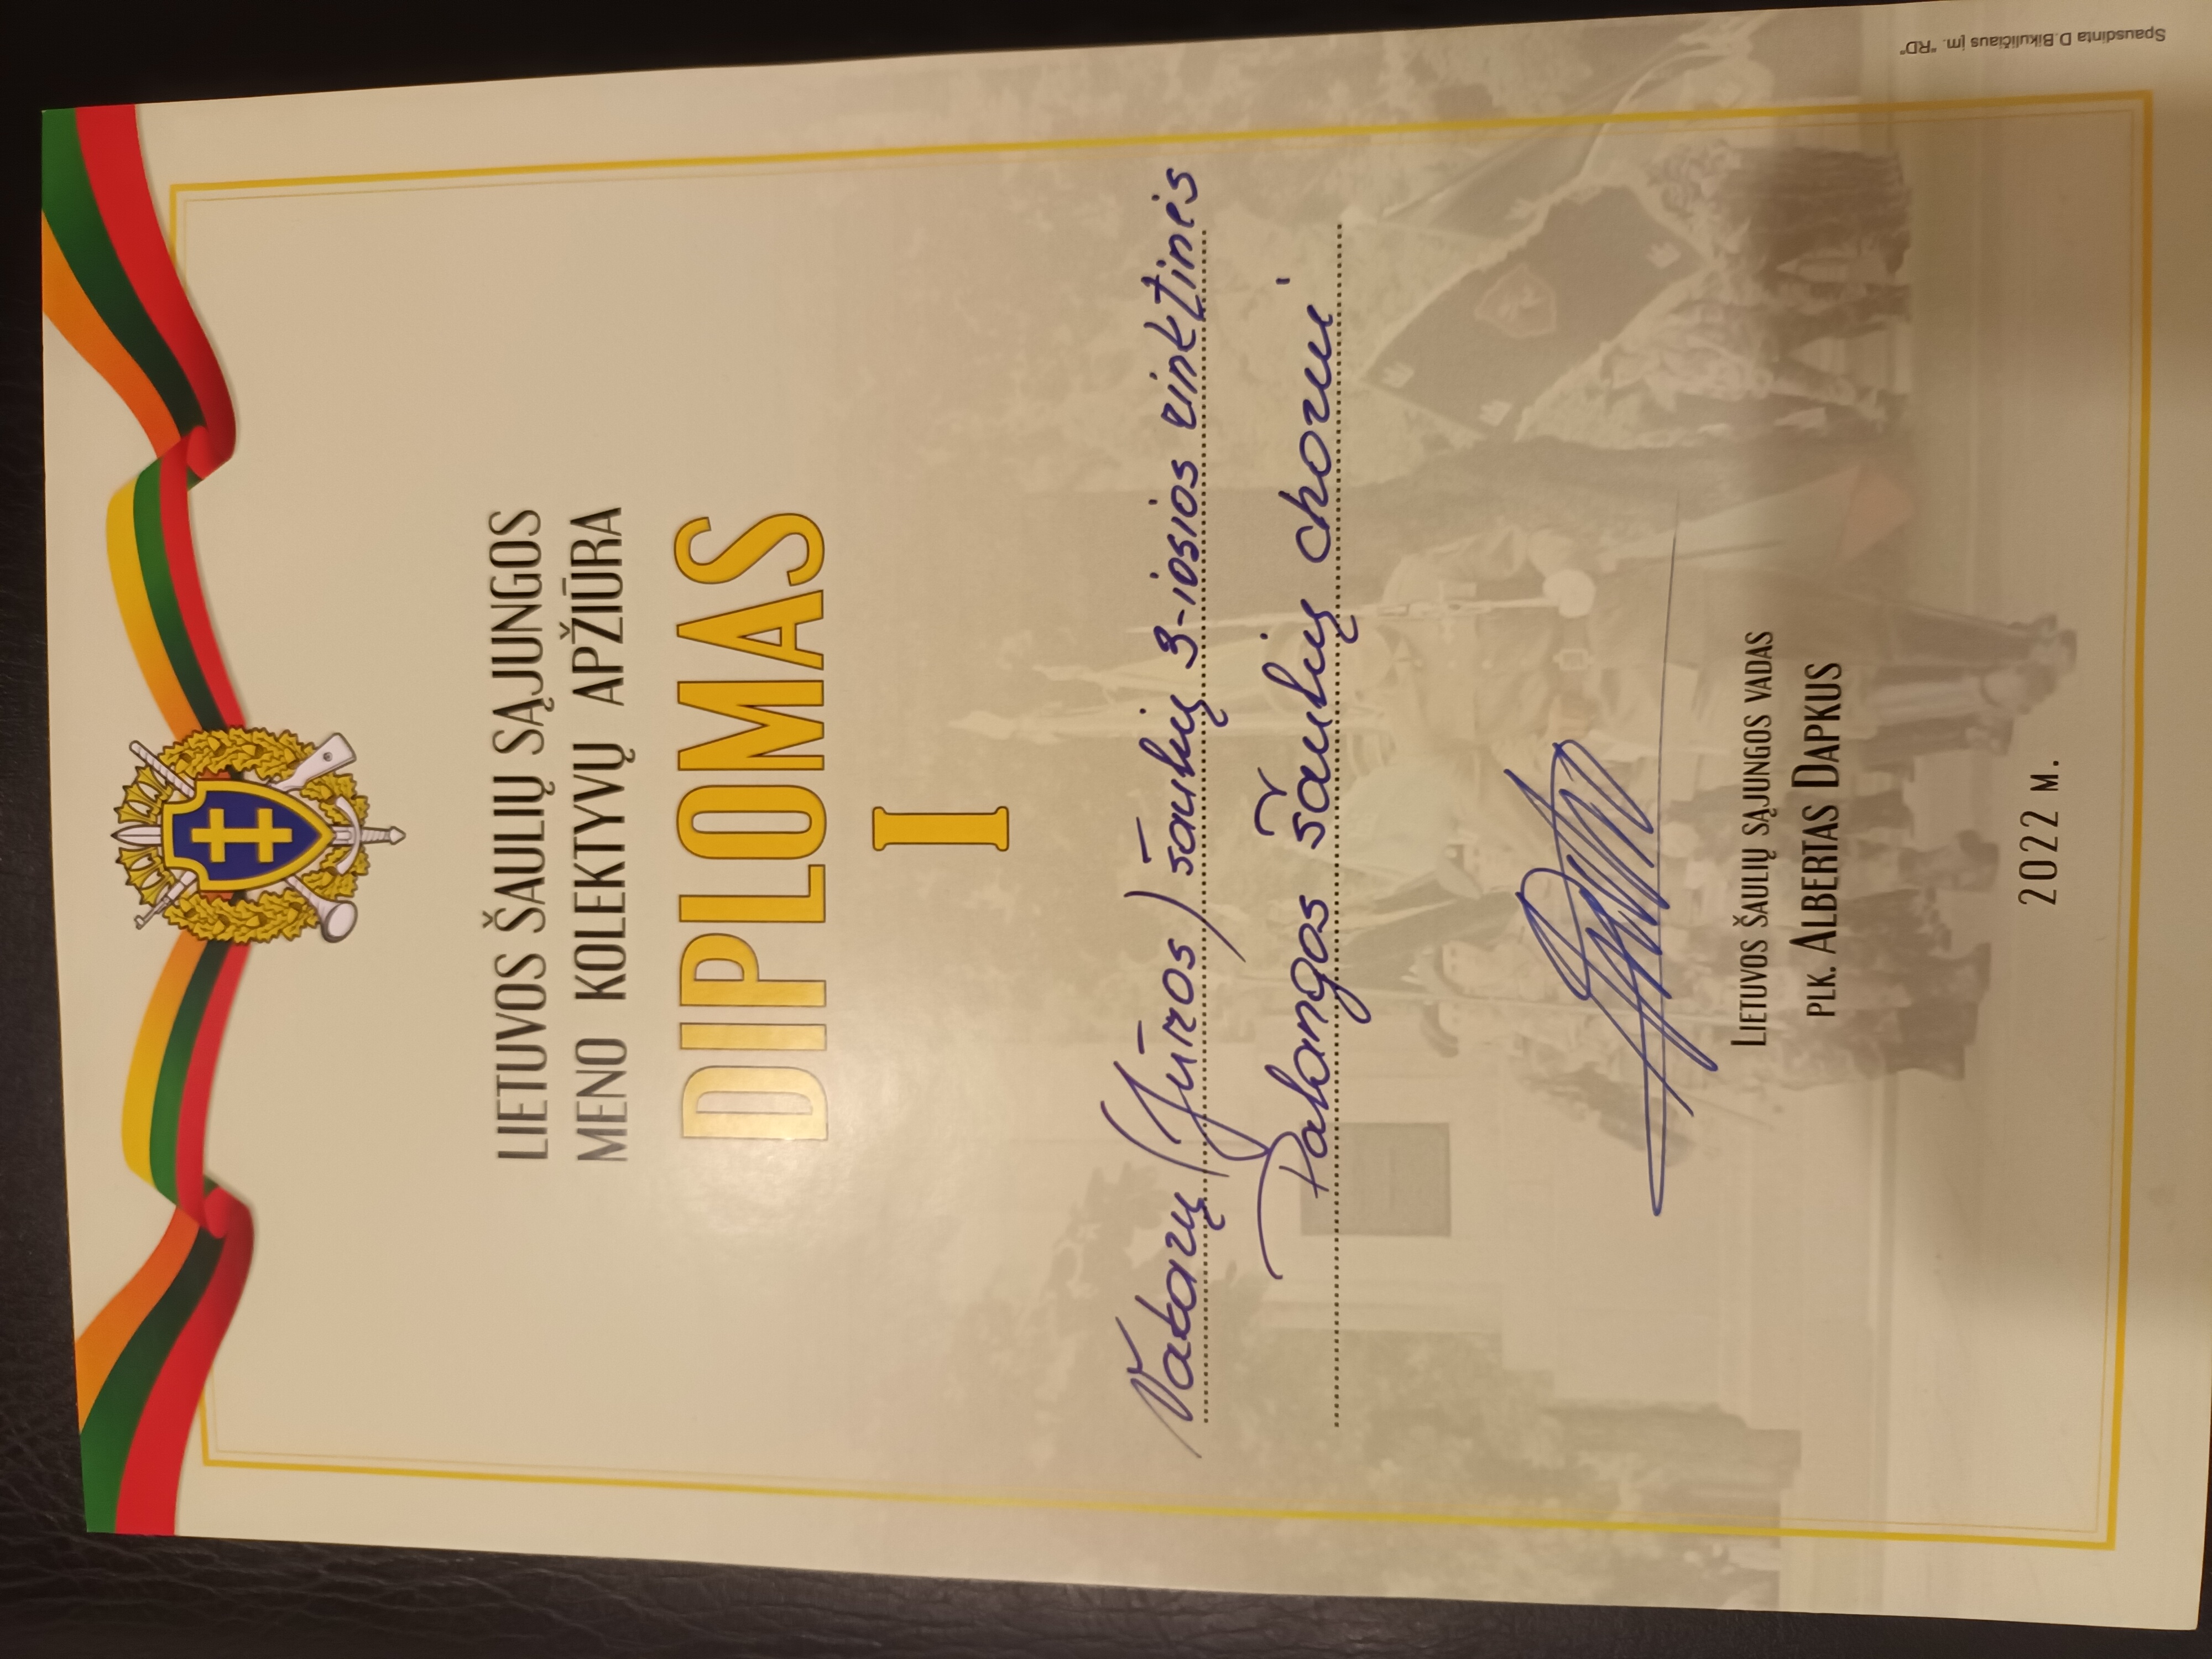 LIETUVOS ŠAULIŲ SĄJUNGOS
MENO KOLEKTYVŲ APŽIŪRA
DIPLOMAS
I
Vakarų (Jūros) šaulių 3-iosios rinktinės
Palangos šaulių chorui
LIETUVOS ŠAULIŲ SĄJUNGOS VADAS
PLK. ALBERTAS DAPKUS
2022 M.
Spausdinta D.Bikuličiaus įm. "RD"